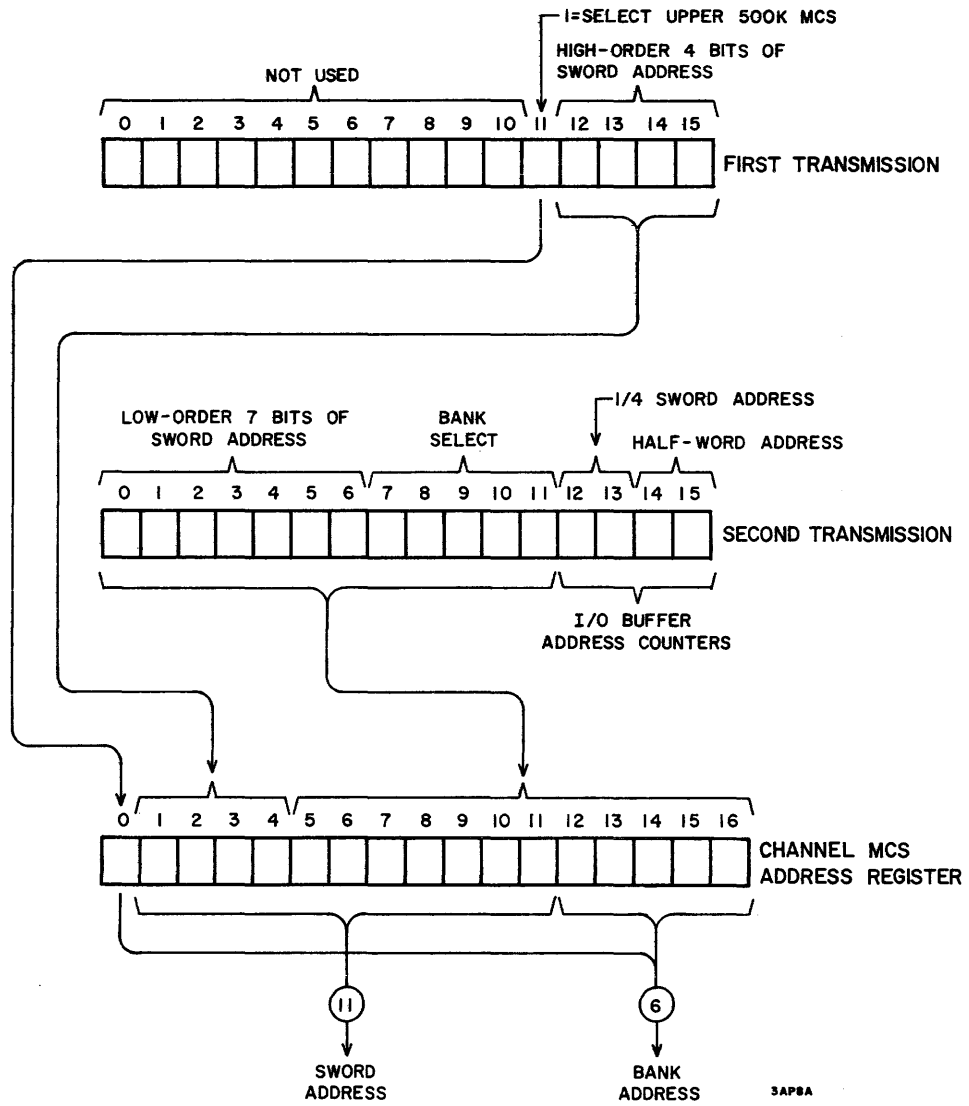 1=SELECT UPPER 500K MCS
HIGH-ORDER 4 BITS OF
SWORD ADDRESS
NOT USED
0 1 2 3 4 5 6 7 8 9 10 11 12 13 14 15
FIRST TRANSMISSION
1/4 SWORD ADDRESS
LOW-ORDER 7 BITS OF
SWORD ADDRESS
BANK
SELECT
HALF-WORD ADDRESS
0 1 2 3 4 5 6 7 8 9 10 11 12 13 14 15
SECOND TRANSMISSION
I/O BUFFER
ADDRESS COUNTERS
0 1 2 3 4 5 6 7 8 9 10 11 12 14 15 16
CHANNEL MCS
ADDRESS REGISTER
11
6
SWORD
ADDRESS
BANK
ADDRESS
3AP8A